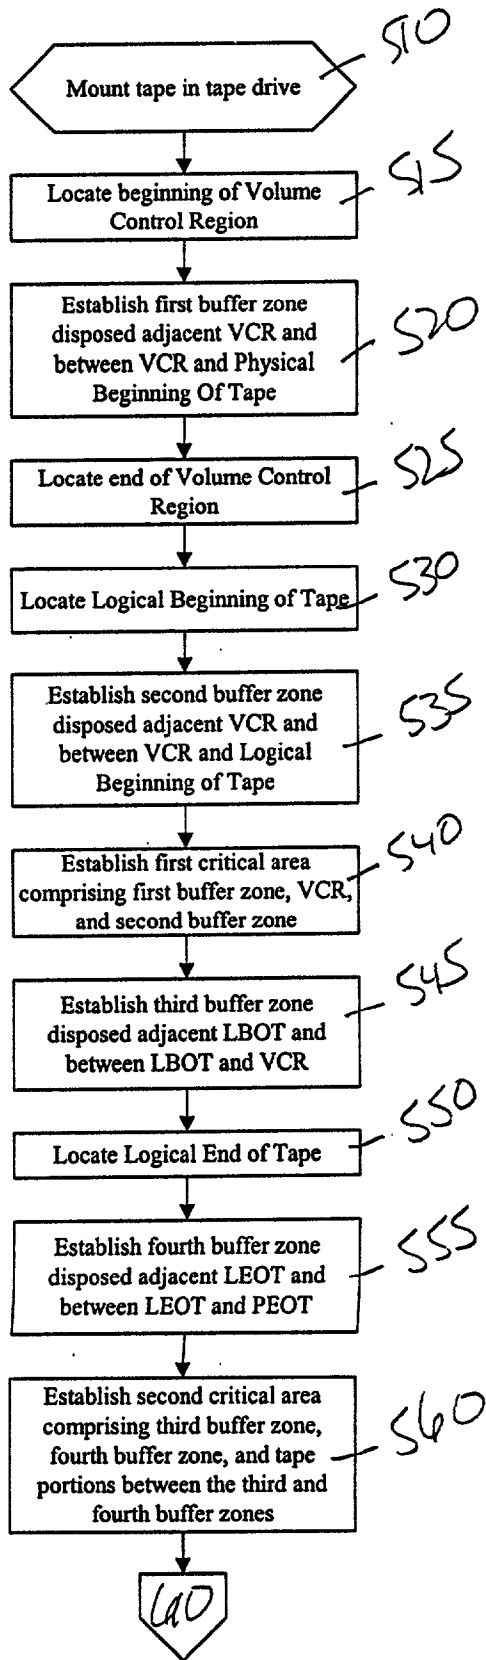 510
Mount tape in tape drive
515
Locate beginning of Volume
Control Region
520
Establish first buffer zone
disposed adjacent VCR and
between VCR and Physical
Beginning Of Tape
525
Locate end of Volume Control
Region
530
Locate Logical Beginning of Tape
535
Establish second buffer zone
disposed adjacent VCR and
between VCR and Logical
Beginning of Tape
540
Establish first critical area
comprising first buffer zone, VCR,
and second buffer zone
545
Establish third buffer zone
disposed adjacent LBOT and
between LBOT and VCR
550
Locate Logical End of Tape
555
Establish fourth buffer zone
disposed adjacent LEOT and
between LEOT and PEOT
560
Establish second critical area
comprising third buffer zone,
fourth buffer zone, and tape
portions between the third and
fourth buffer zones